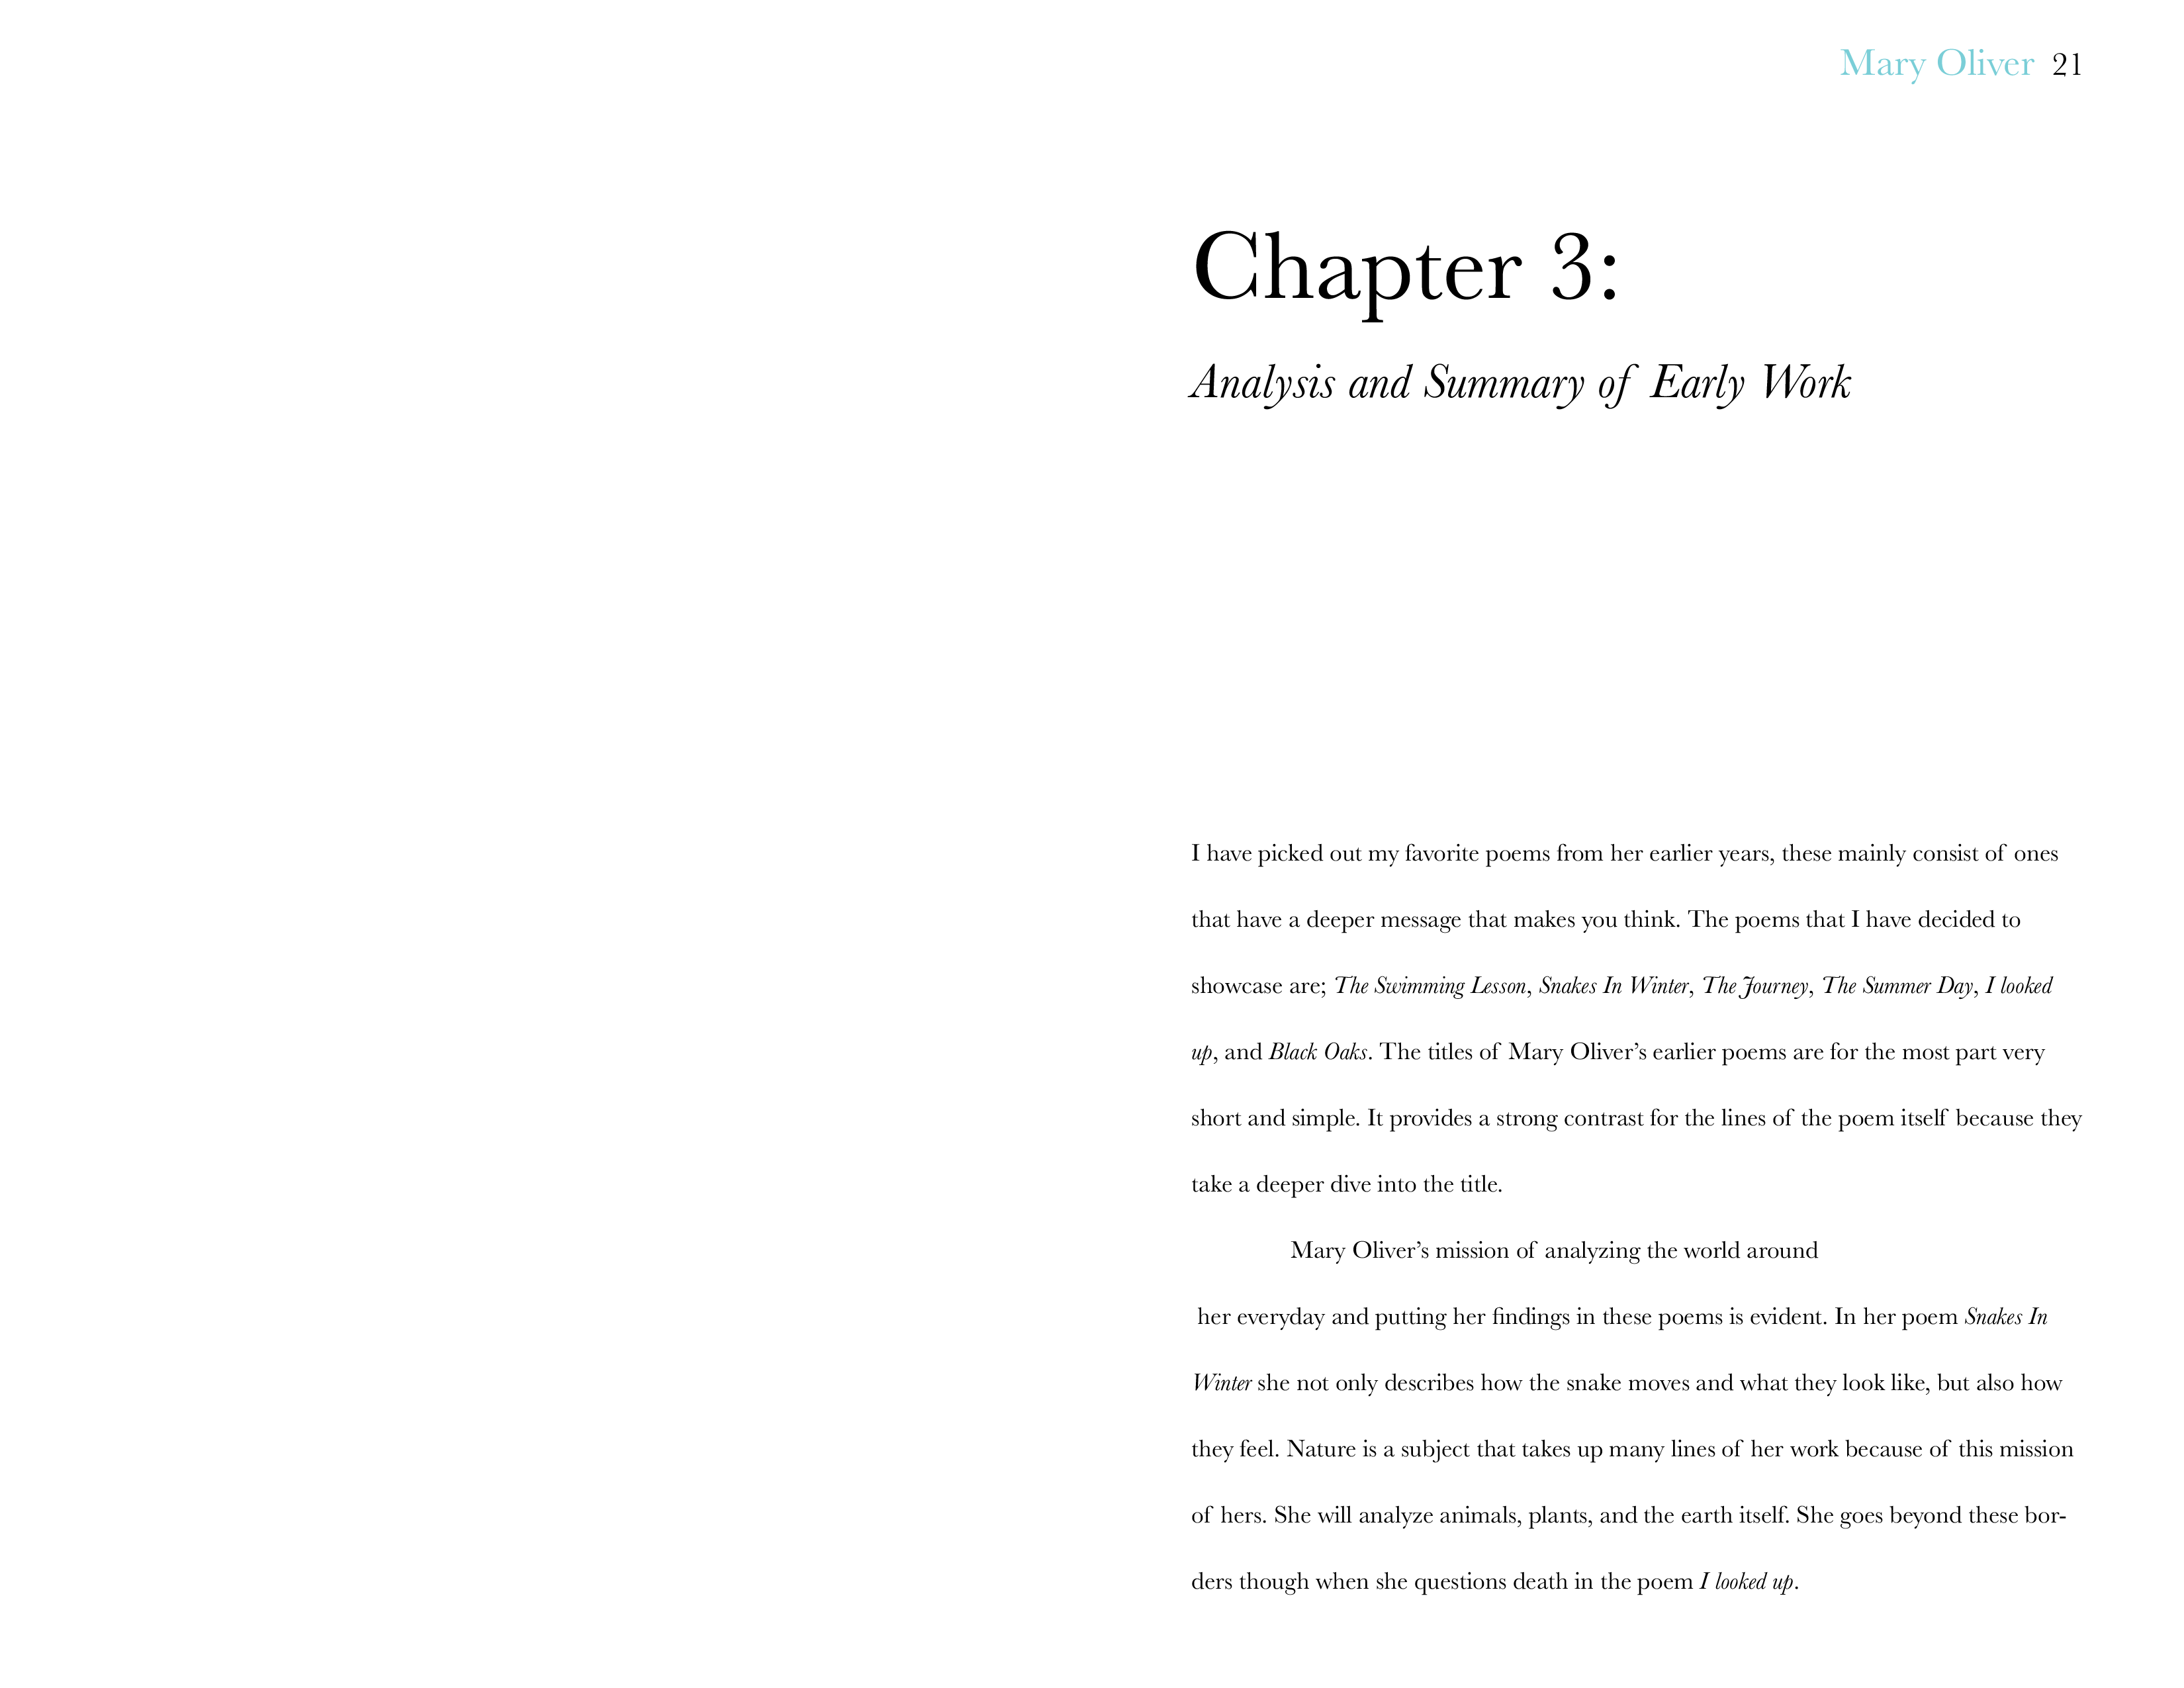 Mary Oliver 21
Chapter 3:
Analysis and Summary of Early Work
I have picked out my favorite poems from her earlier years, these mainly consist of ones
that have a deeper message that makes you think. The poems that I have decided to
showcase are; The Swimming Lesson, Snakes In Winter, The Journey, The Summer Day, I looked
up, and Black Oaks. The titles of Mary Oliver’s earlier poems are for the most part very
short and simple. It provides a strong contrast for the lines of the poem itself because they
take a deeper dive into the title.
Mary Oliver’s mission of analyzing the world around
her everyday and putting her findings in these poems is evident. In her poem Snakes In
Winter she not only describes how the snake moves and what they look like, but also how
they feel. Nature is a subject that takes up many lines of her work because of this mission
of hers. She will analyze animals, plants, and the earth itself. She goes beyond these bor-
ders though when she questions death in the poem I looked up.